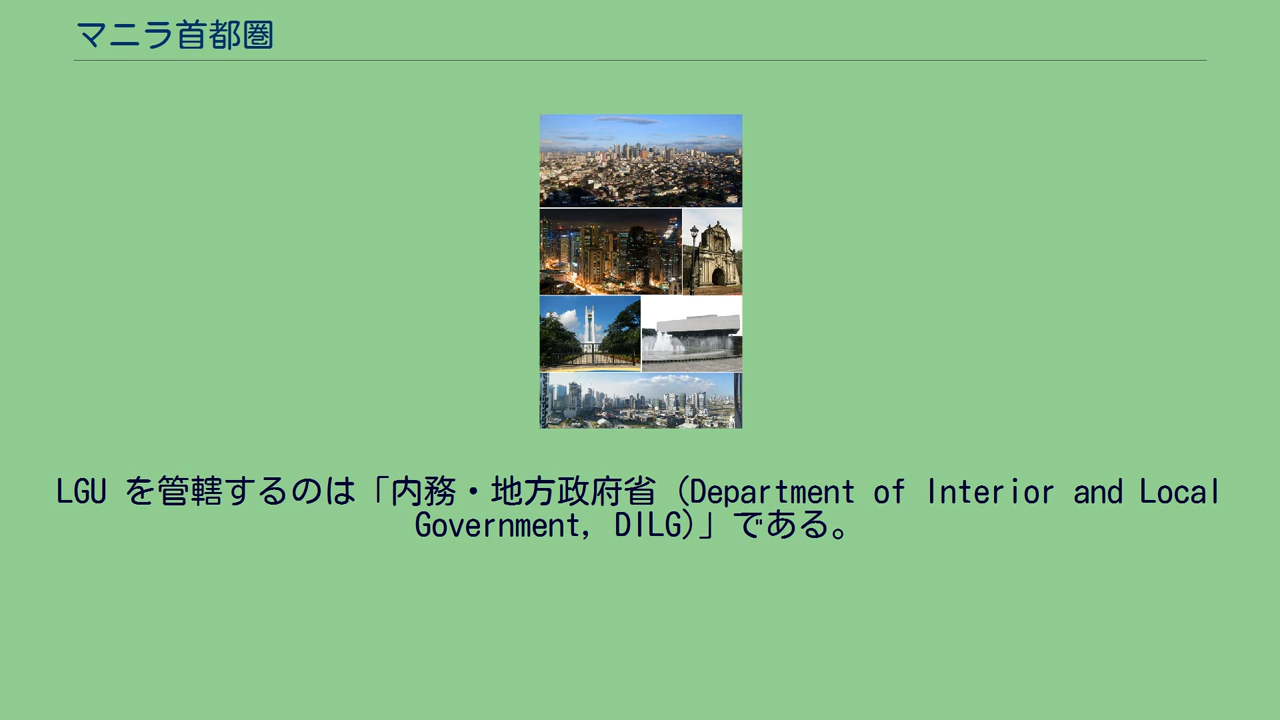 マニラ首都圏
LGU を管轄するのは「内務・地方政府省 (Department of Interior and Local
Government, DILG)」である。